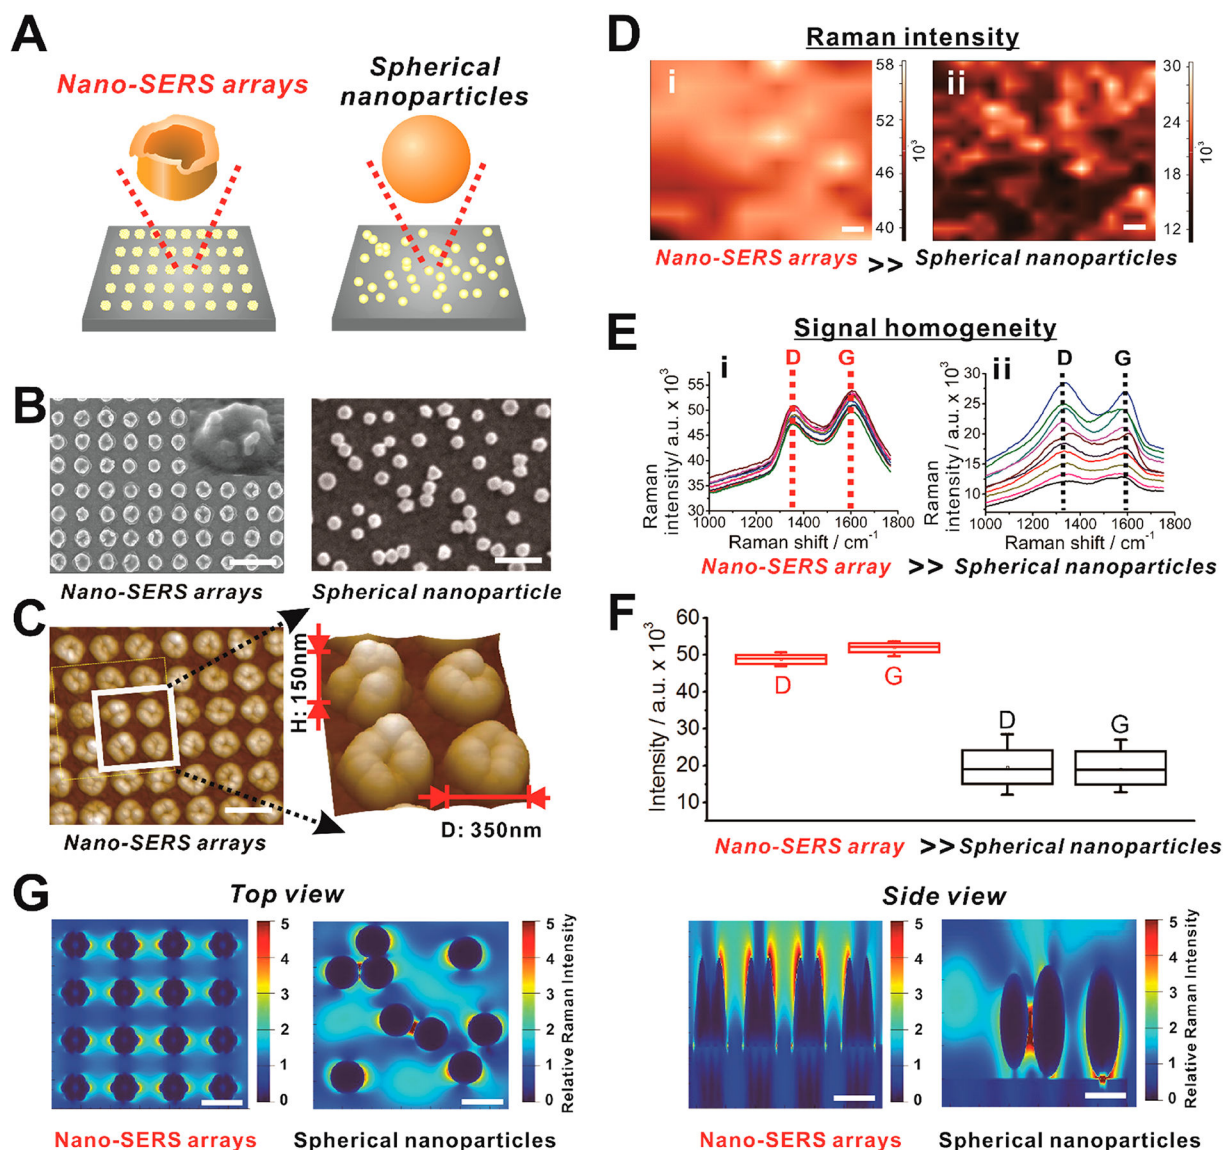 A
Nano-SERS arrays
Spherical
nanoparticles
B
Nano-SERS arrays
Spherical nanoparticle
C
H: 150nm
D: 350nm
Nano-SERS arrays
D
Raman intensity
i
58
52
46
40
10³
ii
30
24
18
12
10³
Nano-SERS arrays >> Spherical nanoparticles
E
Signal homogeneity
i
D
G
Raman
intensity/ a.u. x 10³
55
50
45
40
35
30
1000 1400 1600 1770
Raman shift / cm⁻¹
ii
D
G
Raman
intensity/ a.u. x 10³
30
25
20
15
10
1000 1400 1600 1770
Raman shift / cm⁻¹
Nano-SERS array >> Spherical nanoparticles
F
Intensity / a.u. x 10³
60
50
30
20
10
D
G
D
G
Nano-SERS array >> Spherical nanoparticles
G
Top view
5
4
3
2
1
0
5
4
3
2
1
0
Relative Raman Intensity
Nano-SERS arrays
Spherical nanoparticles
Side view
5
4
3
2
1
0
5
4
3
2
1
0
Relative Raman Intensity
Nano-SERS arrays
Spherical nanoparticles